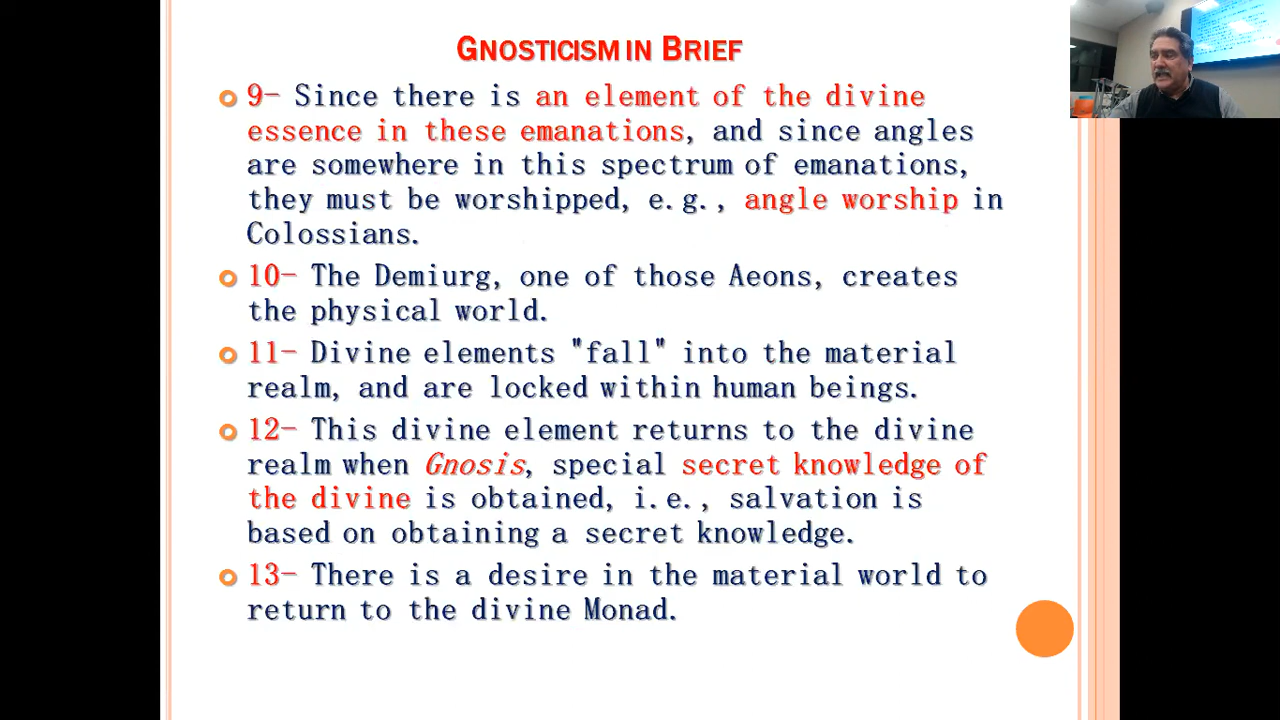 GNOSTICISM IN BRIEF
9- Since there is an element of the divine
essence in these emanations, and since angles
are somewhere in this spectrum of emanations,
they must be worshipped, e.g., angle worship in
Colossians.
10- The Demiurg, one of those Aeons, creates
the physical world.
11- Divine elements "fall" into the material
realm, and are locked within human beings.
12- This divine element returns to the divine
realm when Gnosis, special secret knowledge of
the divine is obtained, i.e., salvation is
based on obtaining a secret knowledge.
13- There is a desire in the material world to
return to the divine Monad.